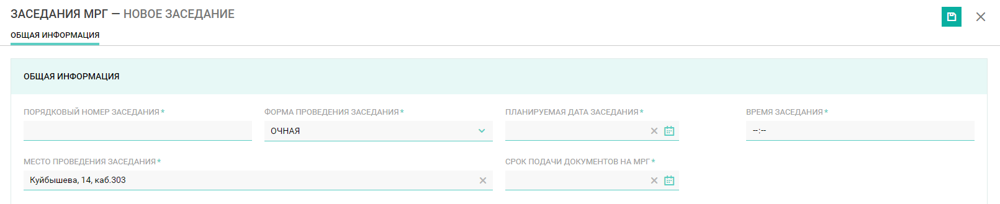 ЗАСЕДАНИЯ МРГ — НОВОЕ ЗАСЕДАНИЕ
ОБЩАЯ ИНФОРМАЦИЯ
ОБЩАЯ ИНФОРМАЦИЯ
ПОРЯДКОВЫЙ НОМЕР ЗАСЕДАНИЯ* ФОРМА ПРОВЕДЕНИЯ ЗАСЕДАНИЯ* ПЛАНИРУЕМАЯ ДАТА ЗАСЕДАНИЯ* ВРЕМЯ ЗАСЕДАНИЯ*
ОЧНАЯ --:--
МЕСТО ПРОВЕДЕНИЯ ЗАСЕДАНИЯ* СРОК ПОДАЧИ ДОКУМЕНТОВ НА МРГ*
Куйбышева, 14, каб.303